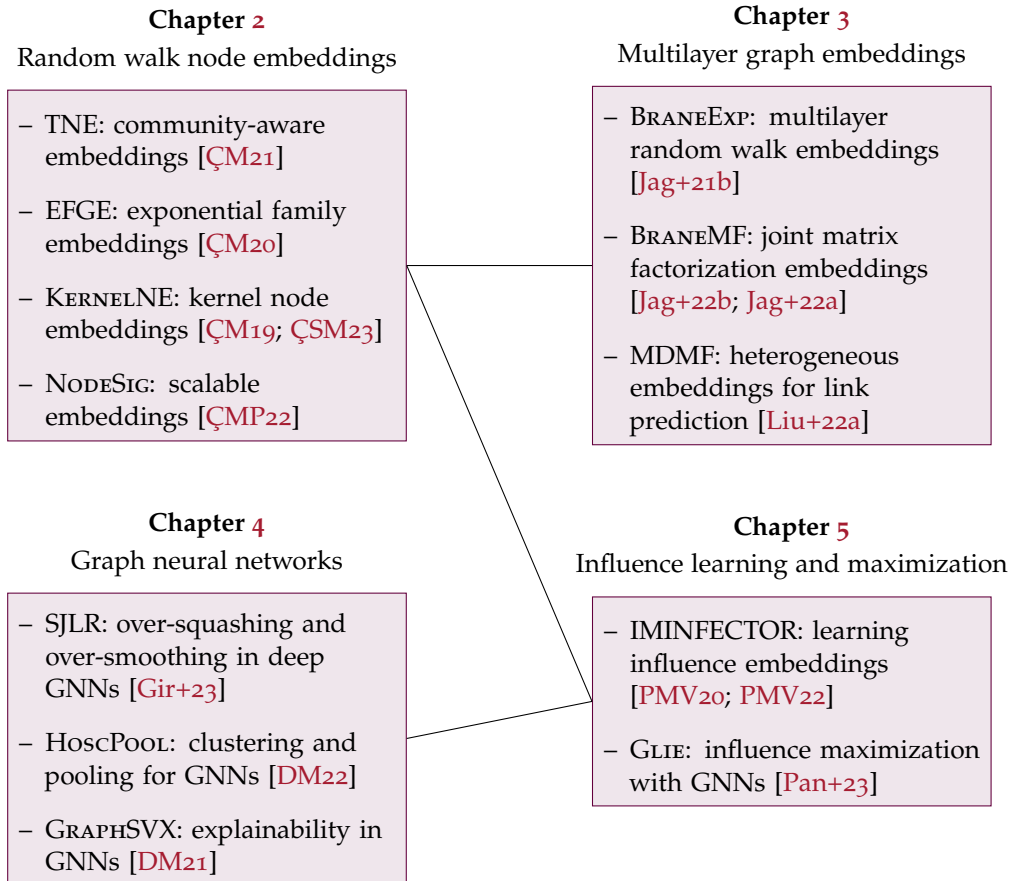 Chapter 2
Random walk node embeddings
– TNE: community-aware
embeddings [ÇM21]
– EFGE: exponential family
embeddings [ÇM20]
– KERNELNE: kernel node
embeddings [ÇM19; ÇSM23]
– NODESIG: scalable
embeddings [ÇMP22]
Chapter 3
Multilayer graph embeddings
– BRANEEXP: multilayer
random walk embeddings
[Jag+21b]
– BRANEMF: joint matrix
factorization embeddings
[Jag+22b; Jag+22a]
– MDMF: heterogeneous
embeddings for link
prediction [Liu+22a]
Chapter 4
Graph neural networks
– SJLR: over-squashing and
over-smoothing in deep
GNNs [Gir+23]
– HOSCPOOL: clustering and
pooling for GNNs [DM22]
– GRAPHSVX: explainability in
GNNs [DM21]
Chapter 5
Influence learning and maximization
– IMINFECTOR: learning
influence embeddings
[PMV20; PMV22]
– GLIE: influence maximization
with GNNs [Pan+23]